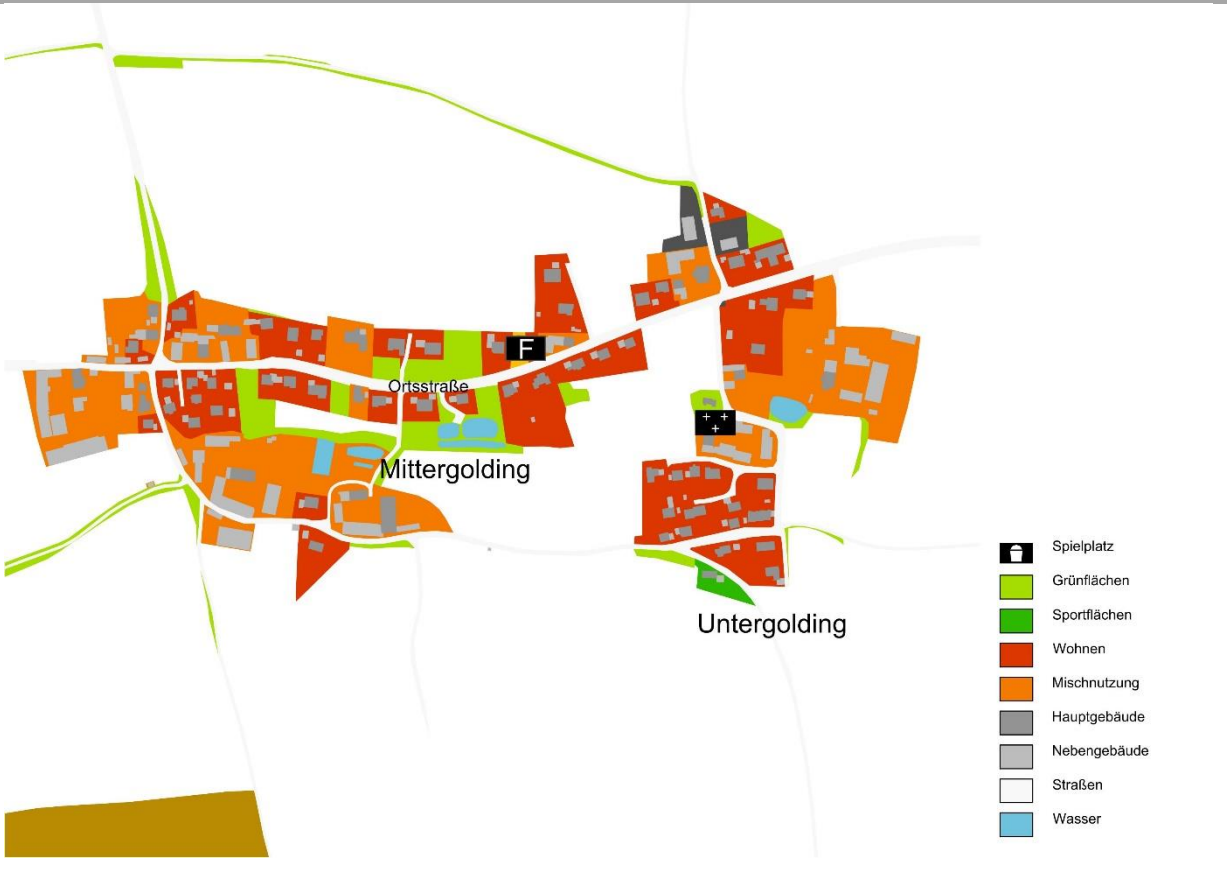 F
Ortsstraße
Mittergolding
Untergolding
Spielplatz
Grünflächen
Sportflächen
Wohnen
Mischnutzung
Hauptgebäude
Nebengebäude
Straßen
Wasser